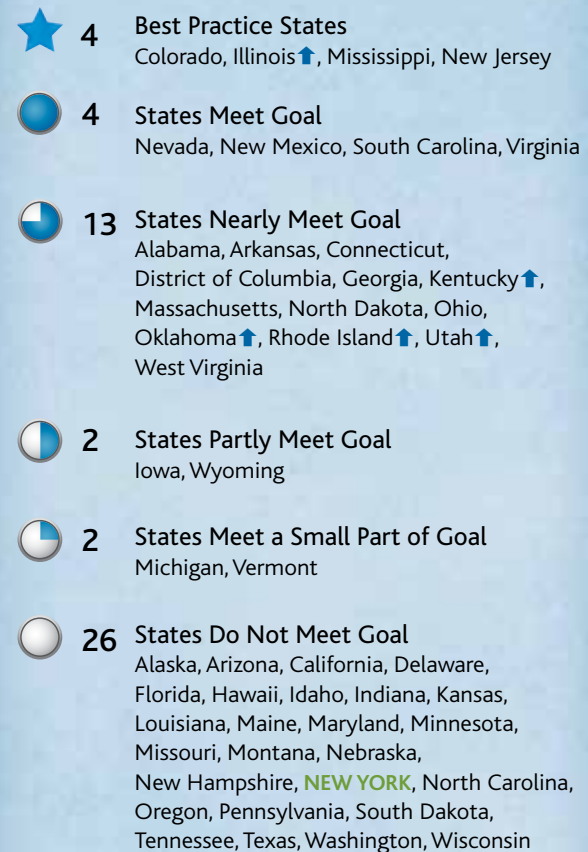 4 Best Practice States
Colorado, Illinois⬆, Mississippi, New Jersey
4 States Meet Goal
Nevada, New Mexico, South Carolina, Virginia
13 States Nearly Meet Goal
Alabama, Arkansas, Connecticut,
District of Columbia, Georgia, Kentucky⬆,
Massachusetts, North Dakota, Ohio,
Oklahoma⬆, Rhode Island⬆, Utah⬆,
West Virginia
2 States Partly Meet Goal
Iowa, Wyoming
2 States Meet a Small Part of Goal
Michigan, Vermont
26 States Do Not Meet Goal
Alaska, Arizona, California, Delaware,
Florida, Hawaii, Idaho, Indiana, Kansas,
Louisiana, Maine, Maryland, Minnesota,
Missouri, Montana, Nebraska,
New Hampshire, NEW YORK, North Carolina,
Oregon, Pennsylvania, South Dakota,
Tennessee, Texas, Washington, Wisconsin